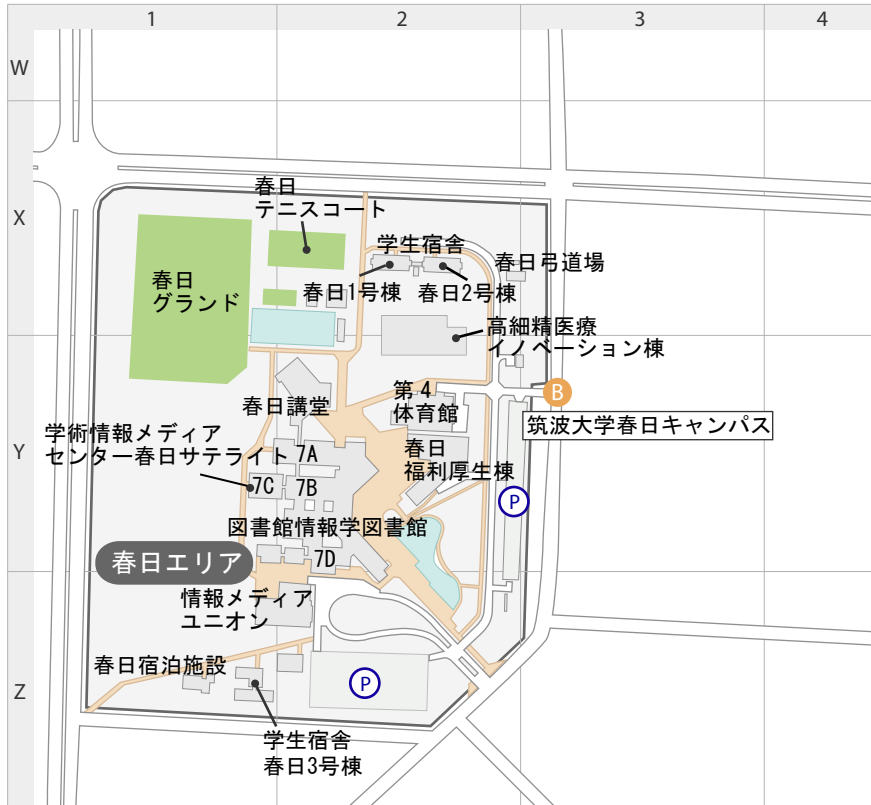 1
2
3
4
W
X
Y
Z
春日
テニスコート
学生宿舎
春日1号棟
春日2号棟
春日弓道場
春日
グランド
高細精医療
イノベーション棟
春日講堂
第4
体育館
B
筑波大学春日キャンパス
学術情報メディア
センター春日サテライト
7A
春日
福利厚生棟
7C
7B
P
図書館情報学図書館
7D
春日エリア
情報メディア
ユニオン
春日宿泊施設
P
学生宿舎
春日3号棟